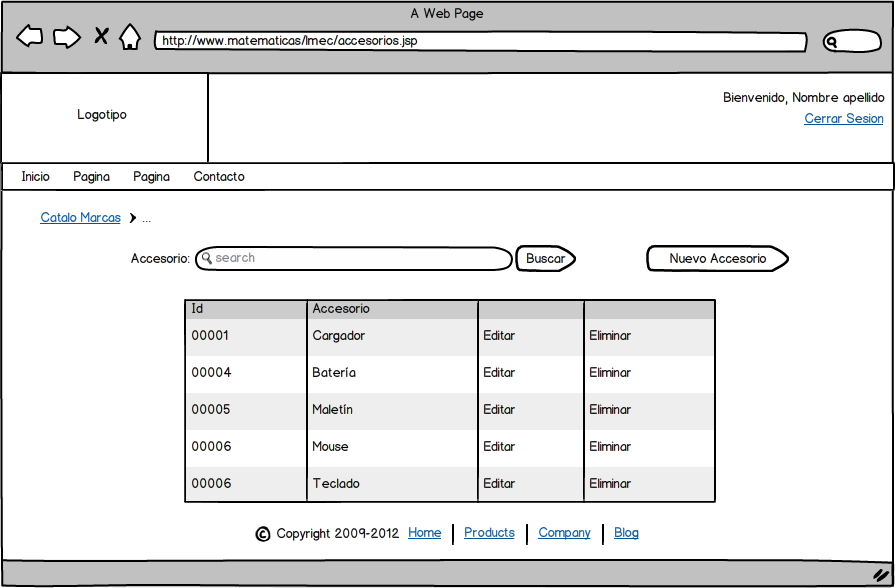 A Web Page
http://www.matematicas/lmec/accesorios.jsp
Logotipo
Bienvenido, Nombre apellido
Cerrar Sesion
Inicio Pagina Pagina Contacto
Catalo Marcas ...
Accesorio: search Buscar Nuevo Accesorio
Id Accesorio
00001 Cargador Editar Eliminar
00004 Batería Editar Eliminar
00005 Maletín Editar Eliminar
00006 Mouse Editar Eliminar
00006 Teclado Editar Eliminar
© Copyright 2009-2012 Home Products Company Blog